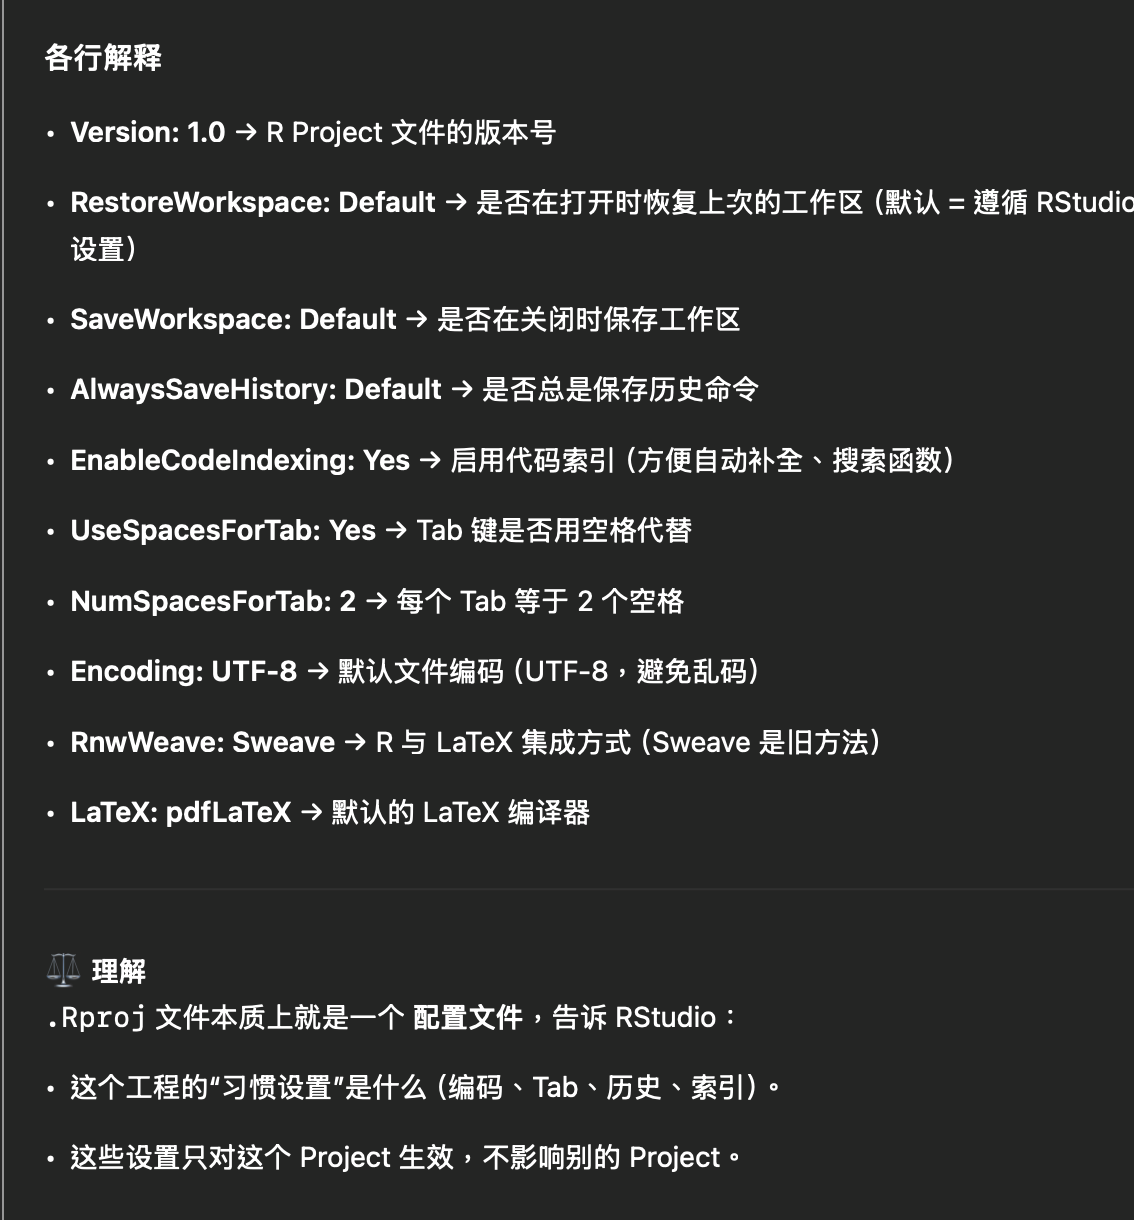 各行解释
• Version: 1.0 → R Project 文件的版本号
• RestoreWorkspace: Default → 是否在打开时恢复上次的工作区（默认 = 遵循 RStudio
设置）
• SaveWorkspace: Default → 是否在关闭时保存工作区
• AlwaysSaveHistory: Default → 是否总是保存历史命令
• EnableCodeIndexing: Yes → 启用代码索引（方便自动补全、搜索函数）
• UseSpacesForTab: Yes → Tab 键是否用空格代替
• NumSpacesForTab: 2 → 每个 Tab 等于 2 个空格
• Encoding: UTF-8 → 默认文件编码（UTF-8，避免乱码）
• RnwWeave: Sweave → R 与 LaTeX 集成方式（Sweave 是旧方法）
• LaTeX: pdfLaTeX → 默认的 LaTeX 编译器
⚖️ 理解
.Rproj 文件本质上就是一个 配置文件，告诉 RStudio：
• 这个工程的“习惯设置”是什么（编码、Tab、历史、索引）。
• 这些设置只对这个 Project 生效，不影响别的 Project。